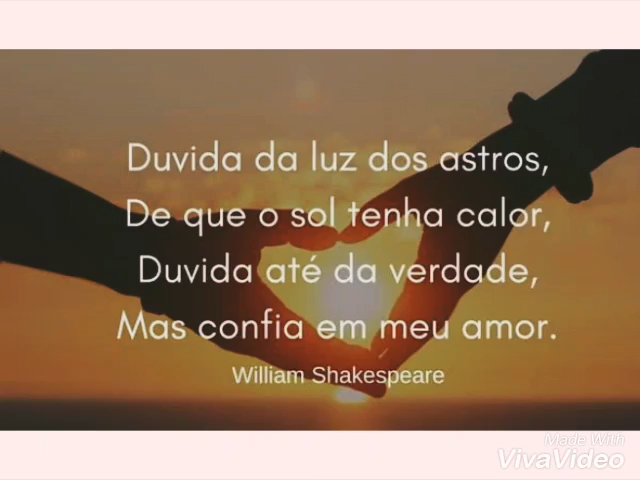 Duvida da luz dos astros,
De que o sol tenha calor,
Duvida até da verdade,
Mas confia em meu amor.
William Shakespeare
Made With
VivaVideo